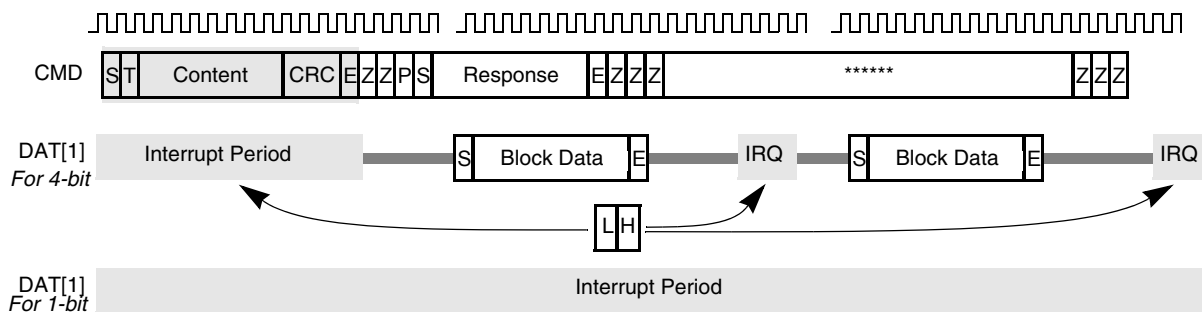 CMD S T Content CRC E Z Z P S Response E Z Z Z ****** Z Z Z
DAT[1] Interrupt Period S Block Data E IRQ S Block Data E IRQ
For 4-bit
L H
DAT[1] Interrupt Period
For 1-bit